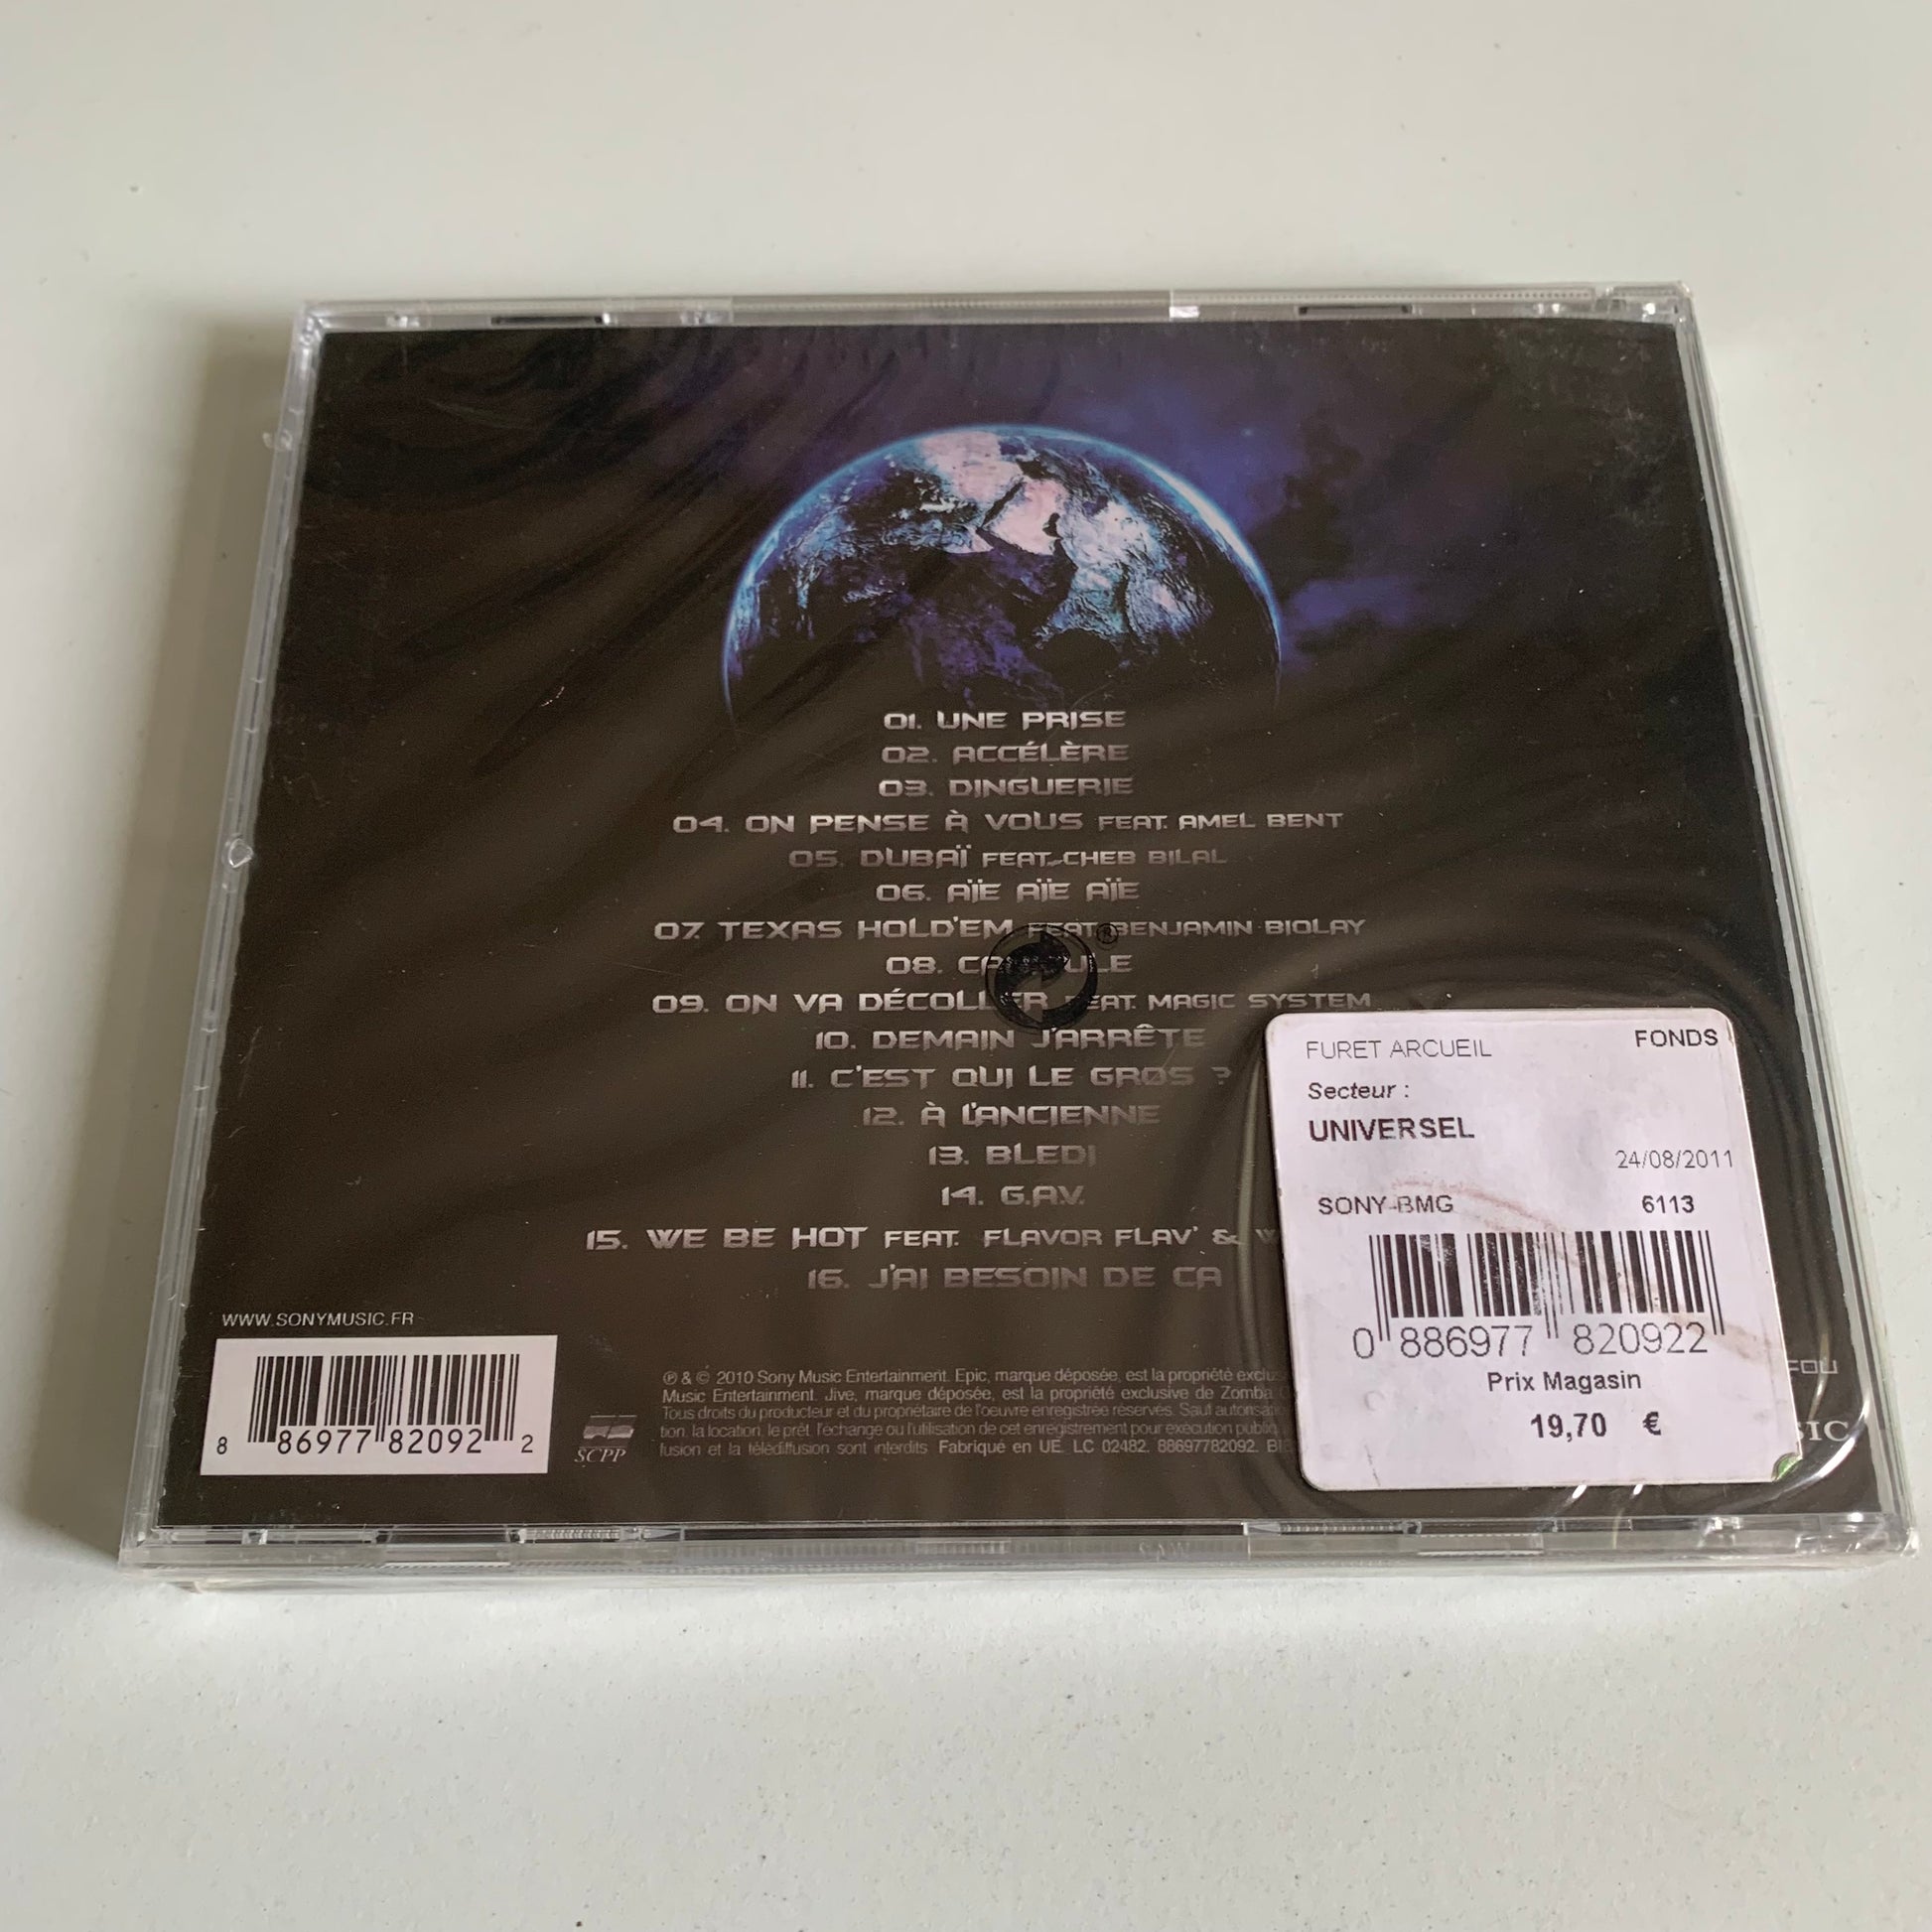 01. UNE PRISE
02. ACCÉLÈRE
03. DINGUERIE
04. ON PENSE À VOUS FEAT. AMEL BENT
05. DUBAÏ FEAT. CHEB BILAL
06. AÏE AÏE AÏE
07. TEXAS HOLD'EM FEAT. BENJAMIN BIOLAY
®
08.
09. ON VA DÉCOLLER FEAT. MAGIC SYSTEM
10. DEMAIN J'ARRÊTE
11. C'EST QUI LE GROS ?
12. À L'ANCIENNE
13. BLEDI
14. G.A.V.
15. WE BE HOT FEAT. FLAVOR FLAV' &
16. J'AI BESOIN DE CA
WWW.SONYMUSIC.FR
8 86977 82092 2
SCPP
℗ & © 2010 Sony Music Entertainment. Epic, marque déposée, est la propriété
Music Entertainment. Jive, marque déposée, est la propriété exclusive de Zomba
Tous droits du producteur et du propriétaire de l'oeuvre enregistrée réservés. Sauf
tion, la location, le prêt, l'échange ou l'utilisation de cet enregistrement pour exécution
fusion et la télédiffusion sont interdits. Fabriqué en UE. LC 02482. 88697782092.
FURET ARCUEIL FONDS
Secteur :
UNIVERSEL
24/08/2011
SONY-BMG 6113
0 886977 820922
Prix Magasin
19,70 €